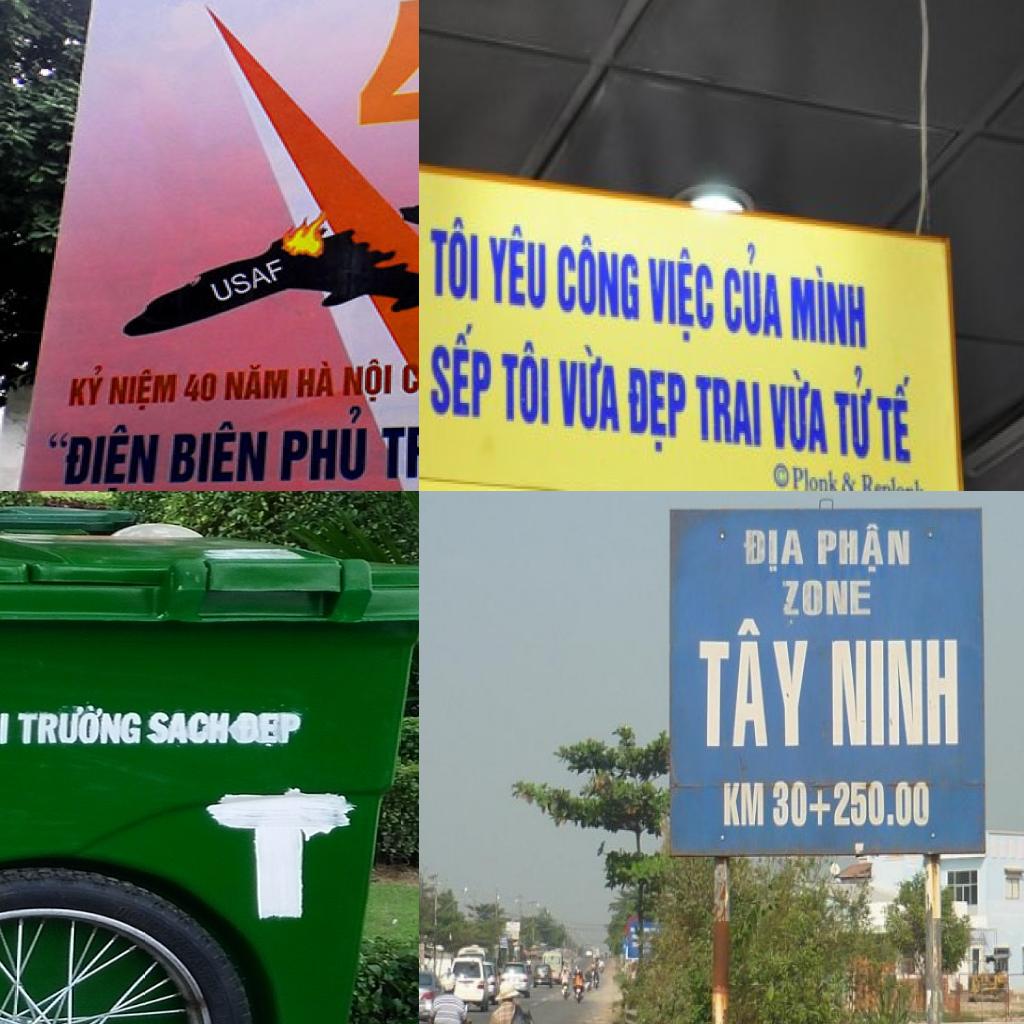 USAF
KỶ NIỆM 40 NĂM HÀ NỘI C
“ĐIỆN BIÊN PHỦ TR
TÔI YÊU CÔNG VIỆC CỦA MÌNH
SẾP TÔI VỪA ĐẸP TRAI VỪA TỬ TẾ
© Plonk & Replonk
I TRƯỜNG SẠCH ĐẸP
ĐỊA PHẬN
ZONE
TÂY NINH
KM 30+250.00